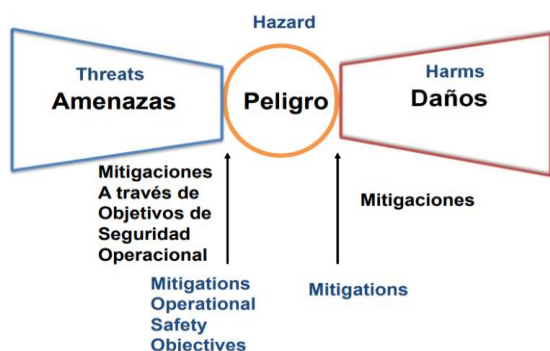 Hazard
Threats
Amenazas
Peligro
Harms
Daños
Mitigaciones
A través de
Objetivos de
Seguridad
Operacional
Mitigaciones
Mitigations
Operational
Safety
Objectives
Mitigations